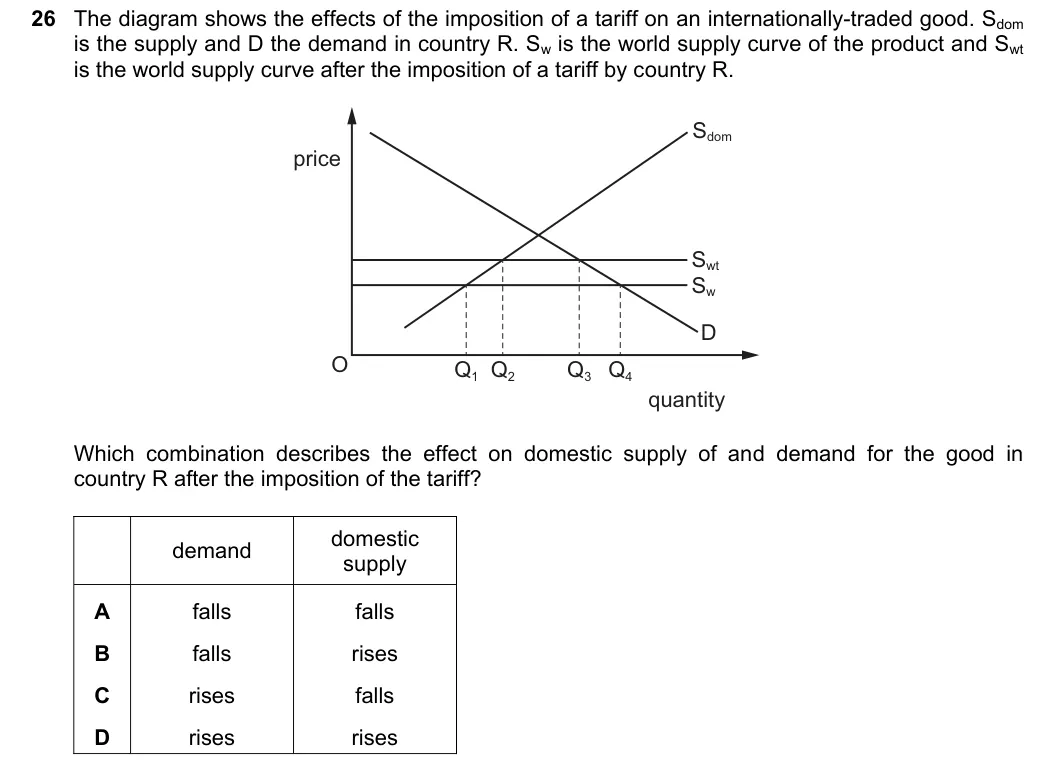 26 The diagram shows the effects of the imposition of a tariff on an internationally-traded good. Sdom
is the supply and D the demand in country R. Sw is the world supply curve of the product and Swt
is the world supply curve after the imposition of a tariff by country R.
price
Sdom
Swt
Sw
D
O
Q1 Q2 Q3 Q4
quantity
Which combination describes the effect on domestic supply of and demand for the good in
country R after the imposition of the tariff?
demand domestic
supply
A falls falls
B falls rises
C rises falls
D rises rises